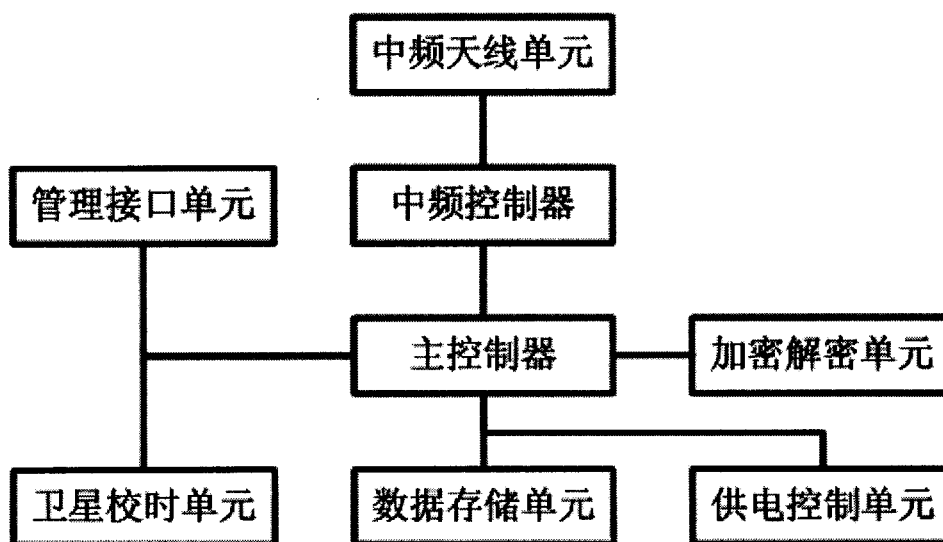 中频天线单元
管理接口单元
中频控制器
主控制器
加密解密单元
卫星校时单元
数据存储单元
供电控制单元